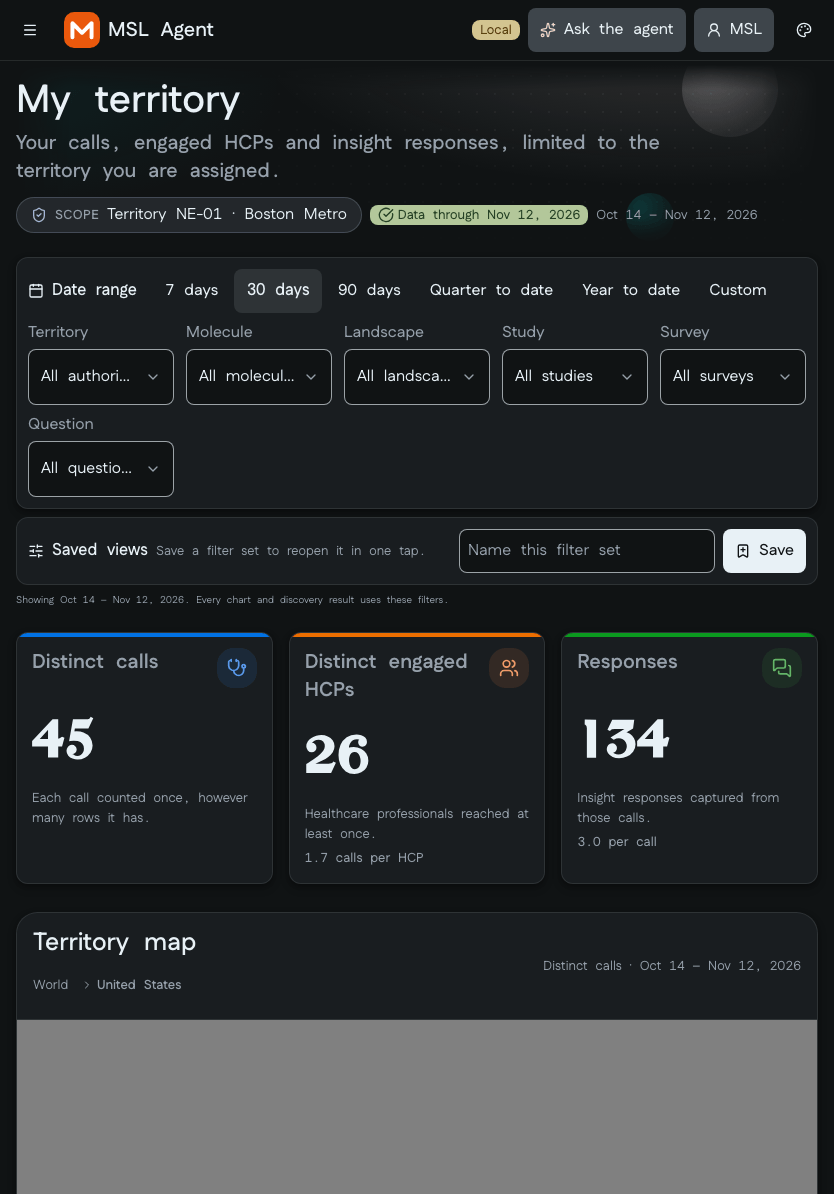 MSL Agent
Local
Ask the agent
MSL
My territory
Your calls, engaged HCPs and insight responses, limited to the
territory you are assigned.
SCOPE Territory NE-01 · Boston Metro
Data through Nov 12, 2026
Oct 14 – Nov 12, 2026
Date range
7 days
30 days
90 days
Quarter to date
Year to date
Custom
Territory
Molecule
Landscape
Study
Survey
All authori...
All molecul...
All landsca...
All studies
All surveys
Question
All questio...
Saved views
Save a filter set to reopen it in one tap.
Name this filter set
Save
Showing Oct 14 – Nov 12, 2026. Every chart and discovery result uses these filters.
Distinct calls
45
Each call counted once, however
many rows it has.
Distinct engaged
HCPs
26
Healthcare professionals reached at
least once.
1.7 calls per HCP
Responses
134
Insight responses captured from
those calls.
3.0 per call
Territory map
Distinct calls · Oct 14 – Nov 12, 2026
World > United States